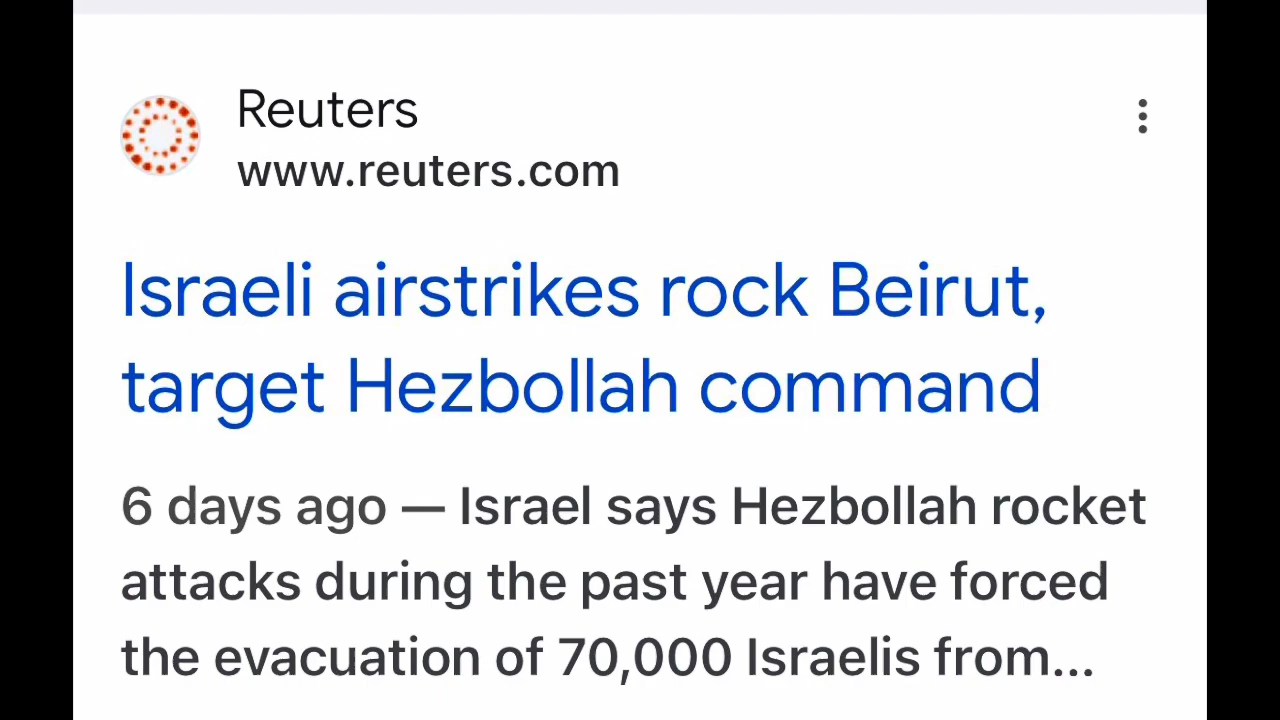 Reuters
www.reuters.com
Israeli airstrikes rock Beirut,
target Hezbollah command
6 days ago — Israel says Hezbollah rocket
attacks during the past year have forced
the evacuation of 70,000 Israelis from...